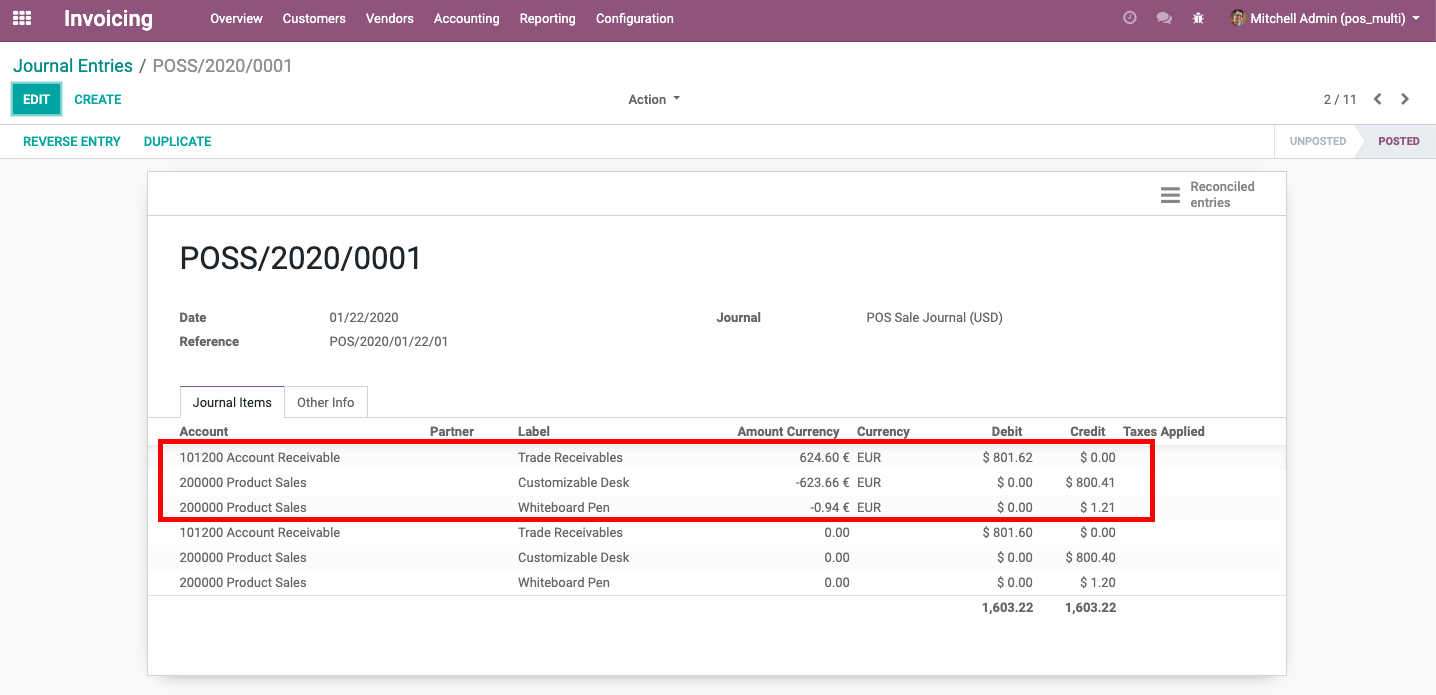 Invoicing Overview Customers Vendors Accounting Reporting Configuration Mitchell Admin (pos_multi)
Journal Entries / POSS/2020/0001
EDIT CREATE Action 2 / 11
REVERSE ENTRY DUPLICATE UNPOSTED POSTED
Reconciled
entries
POSS/2020/0001
Date 01/22/2020 Journal POS Sale Journal (USD)
Reference POS/2020/01/22/01
Journal Items Other Info
Account Partner Label Amount Currency Currency Debit Credit Taxes Applied
101200 Account Receivable Trade Receivables 624.60 € EUR $ 801.62 $ 0.00
200000 Product Sales Customizable Desk -623.66 € EUR $ 0.00 $ 800.41
200000 Product Sales Whiteboard Pen -0.94 € EUR $ 0.00 $ 1.21
101200 Account Receivable Trade Receivables 0.00 $ 801.60 $ 0.00
200000 Product Sales Customizable Desk 0.00 $ 0.00 $ 800.40
200000 Product Sales Whiteboard Pen 0.00 $ 0.00 $ 1.20
1,603.22 1,603.22